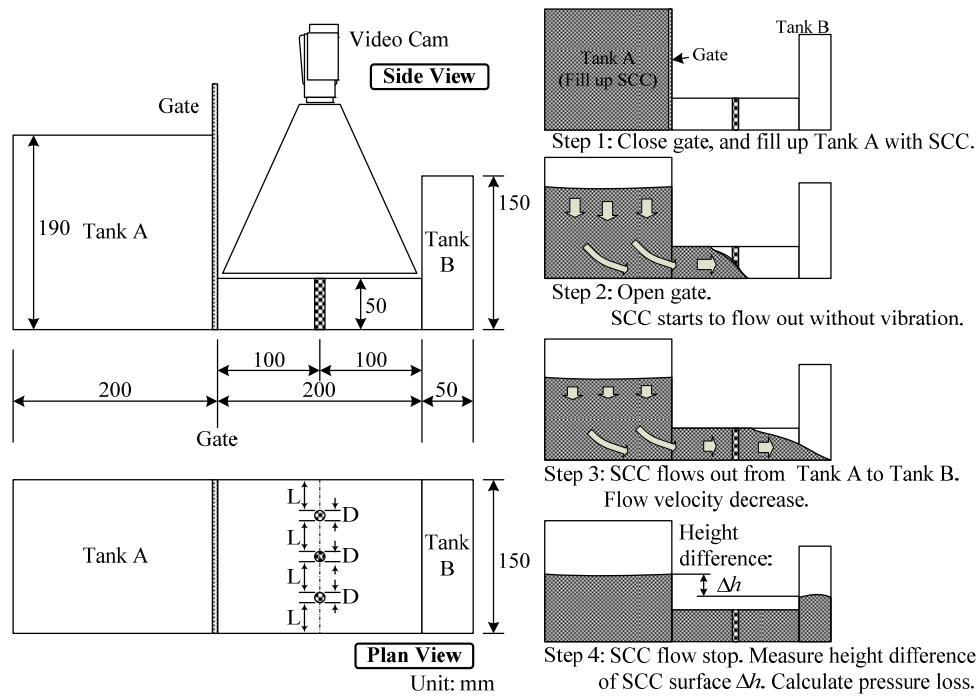 Video Cam
Side View
Gate
190
Tank A
Tank
B
150
50
100
100
200
200
50
Gate
L
D
L
D
L
D
L
Tank A
Tank
B
150
Plan View
Unit: mm
Tank B
Tank A
(Fill up SCC)
Gate
Step 1: Close gate, and fill up Tank A with SCC.
Step 2: Open gate.
SCC starts to flow out without vibration.
Step 3: SCC flows out from Tank A to Tank B.
Flow velocity decrease.
Height
difference:
Δh
Step 4: SCC flow stop. Measure height difference
of SCC surface Δh. Calculate pressure loss.